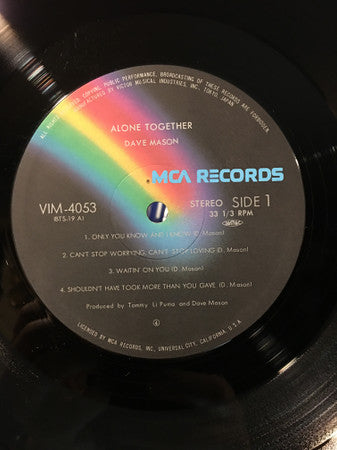 ALL RIGHTS
COPYING, PUBLIC PERFORMANCE, BROADCASTING OF THESE RECORDS ARE FORBIDDEN.
MANUFACTURED BY VICTOR MUSICAL INDUSTRIES, INC. TOKYO, JAPAN
ALONE TOGETHER
DAVE MASON
MCA RECORDS
VIM-4053
(BTS-19 A)
STEREO SIDE 1
33 1/3 RPM
1. ONLY YOU KNOW AND I KNOW (D. Mason)
2. CAN'T STOP WORRYING, CAN'T STOP LOVING (D. Mason)
3. WAITIN' ON YOU (D. Mason)
4. SHOULDN'T HAVE TOOK MORE THAN YOU GAVE (D. Mason)
Produced by Tommy Li Puma and Dave Mason
4
LICENSED BY MCA RECORDS, INC., UNIVERSAL CITY, CALIFORNIA, U.S.A.